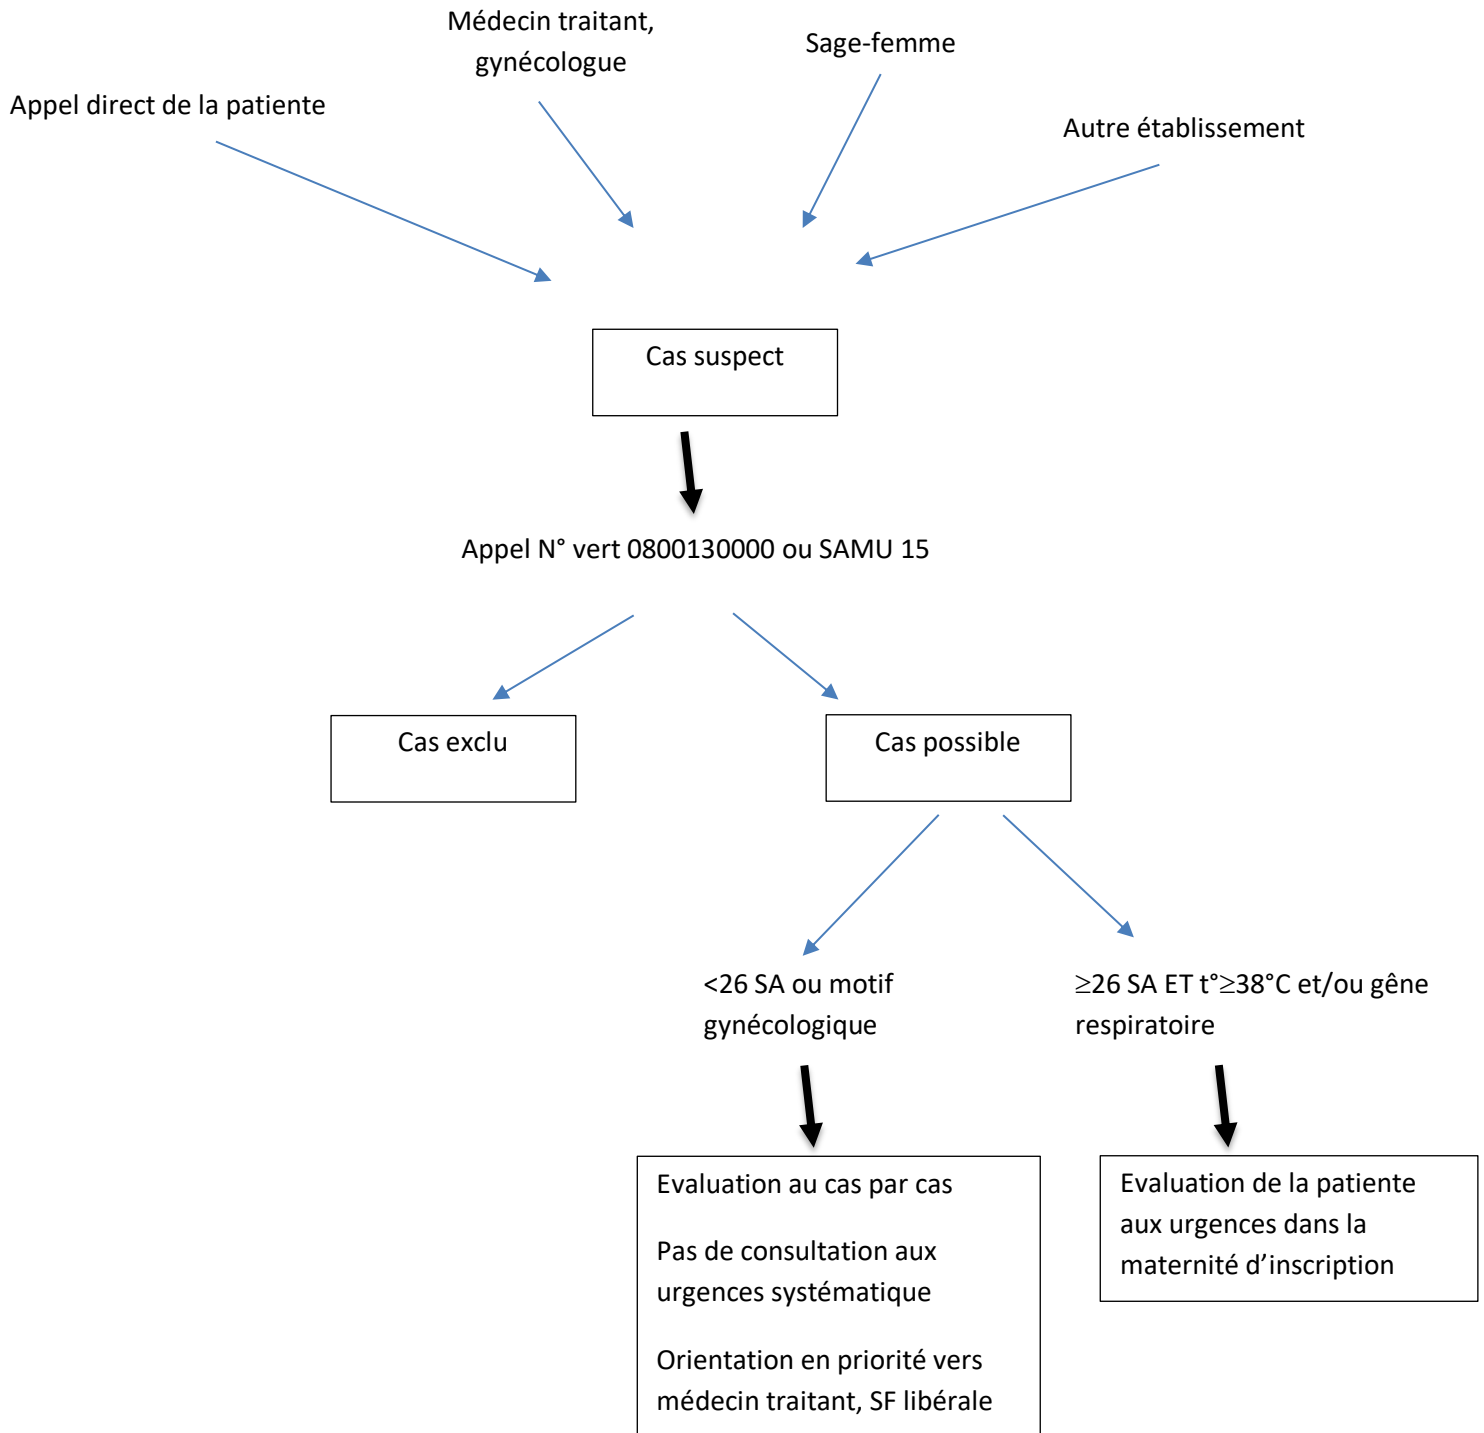 Médecin traitant,
gynécologue
Sage-femme
Appel direct de la patiente
Autre établissement
Cas suspect
Appel N° vert 0800130000 ou SAMU 15
Cas exclu
Cas possible
<26 SA ou motif
gynécologique
≥26 SA ET t°≥38°C et/ou gêne
respiratoire
Evaluation au cas par cas
Pas de consultation aux
urgences systématique
Orientation en priorité vers
médecin traitant, SF libérale
Evaluation de la patiente
aux urgences dans la
maternité d’inscription